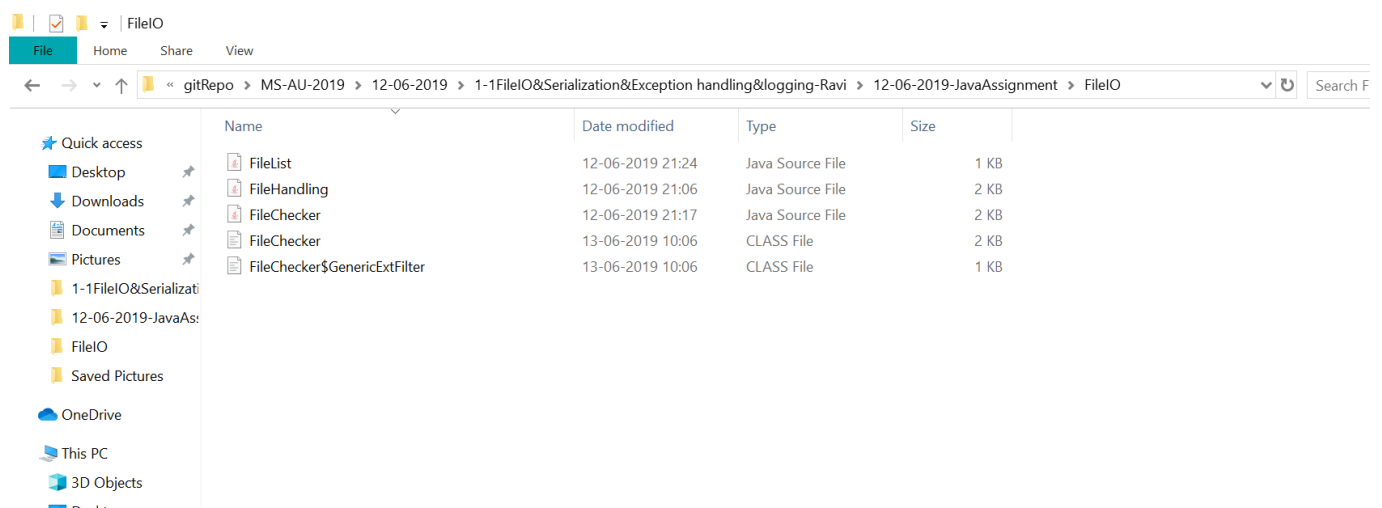 FileIO
File Home Share View
« gitRepo > MS-AU-2019 > 12-06-2019 > 1-1FileIO&Serialization&Exception handling&logging-Ravi > 12-06-2019-JavaAssignment > FileIO Search F
Name Date modified Type Size
Quick access
Desktop
Downloads
Documents
Pictures
1-1FileIO&Serializati
12-06-2019-JavaAs
FileIO
Saved Pictures
OneDrive
This PC
3D Objects
FileList 12-06-2019 21:24 Java Source File 1 KB
FileHandling 12-06-2019 21:06 Java Source File 2 KB
FileChecker 12-06-2019 21:17 Java Source File 2 KB
FileChecker 13-06-2019 10:06 CLASS File 2 KB
FileChecker$GenericExtFilter 13-06-2019 10:06 CLASS File 1 KB